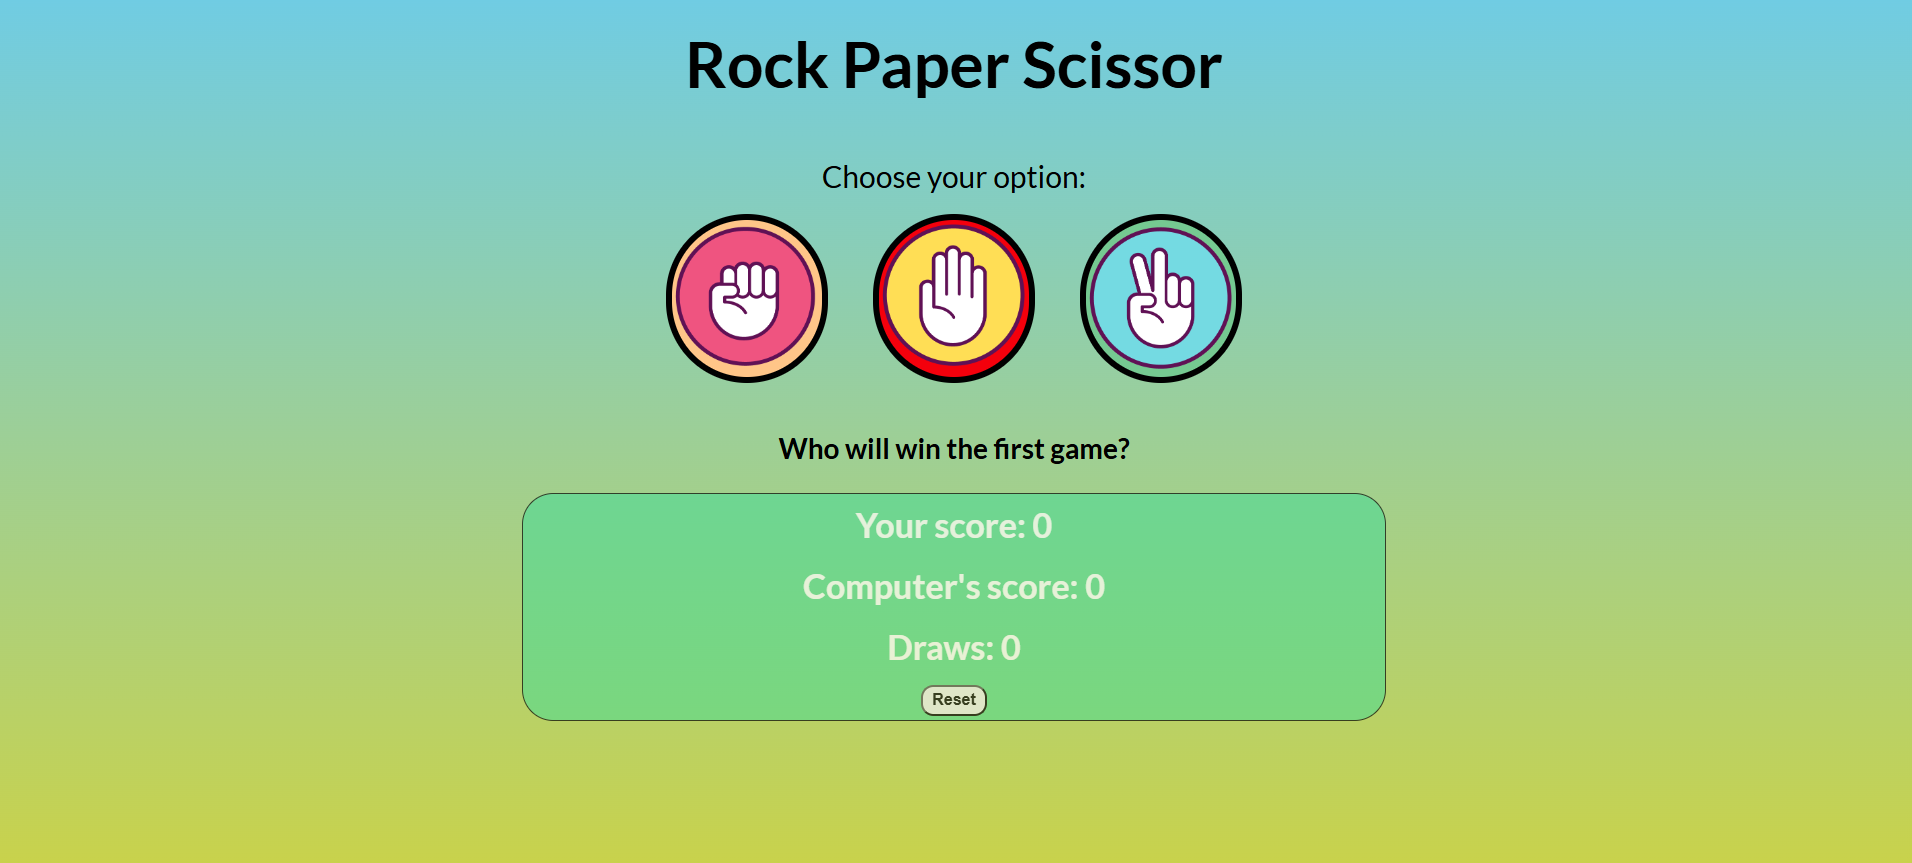 Rock Paper Scissor
Choose your option:
Who will win the first game?
Your score: 0
Computer's score: 0
Draws: 0
Reset